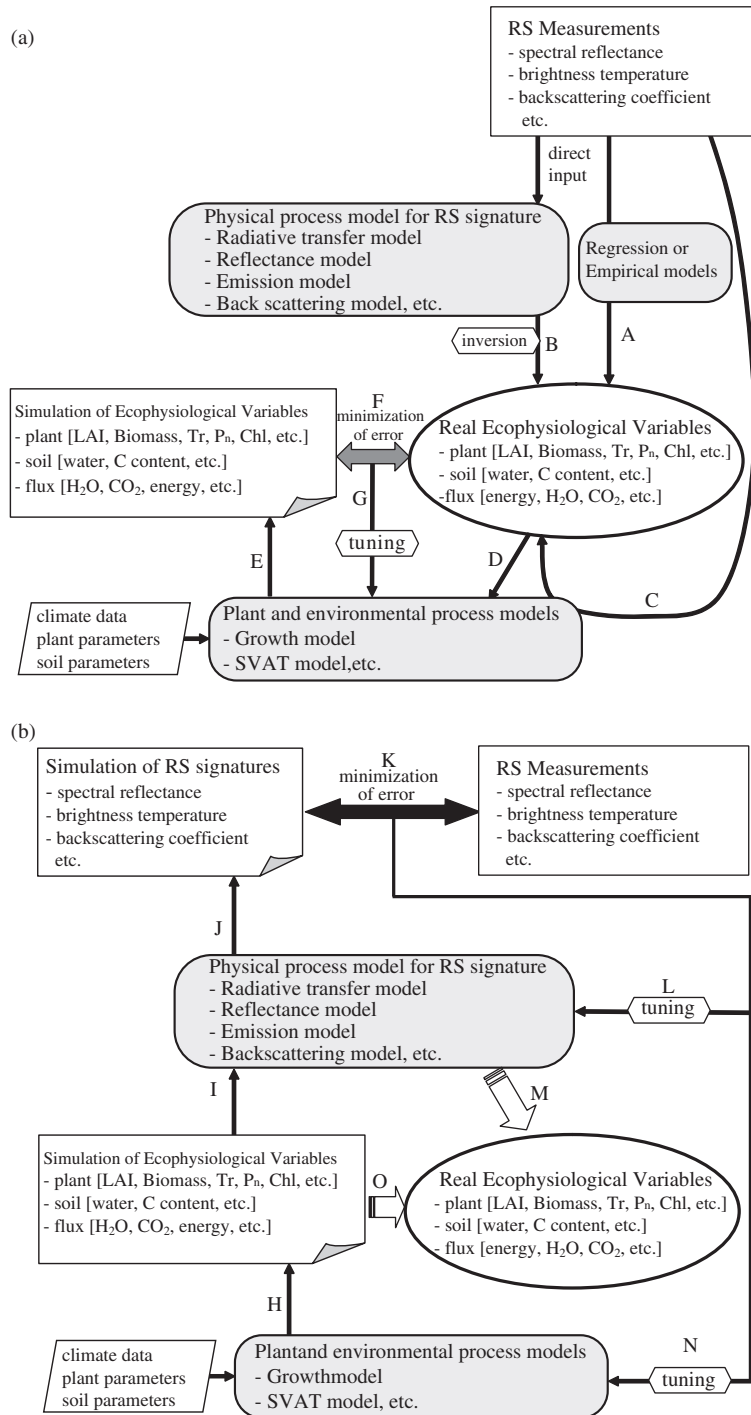 (a)
RS Measurements
- spectral reflectance
- brightness temperature
- backscattering coefficient
etc.
direct
input
Physical process model for RS signature
- Radiative transfer model
- Reflectance model
- Emission model
- Back scattering model, etc.
Regression or
Empirical models
inversion
B
A
Simulation of Ecophysiological Variables
- plant [LAI, Biomass, Tr, Pn, Chl, etc.]
- soil [water, C content, etc.]
- flux [H₂O, CO₂, energy, etc.]
F
minimization
of error
Real Ecophysiological Variables
- plant [LAI, Biomass, Tr, Pn, Chl, etc.]
- soil [water, C content, etc.]
-flux [energy, H₂O, CO₂, etc.]
G
tuning
E
D
C
climate data
plant parameters
soil parameters
Plant and environmental process models
- Growth model
- SVAT model,etc.
(b)
Simulation of RS signatures
- spectral reflectance
- brightness temperature
- backscattering coefficient
etc.
K
minimization
of error
RS Measurements
- spectral reflectance
- brightness temperature
- backscattering coefficient
etc.
J
Physical process model for RS signature
- Radiative transfer model
- Reflectance model
- Emission model
- Backscattering model, etc.
L
tuning
I
M
Simulation of Ecophysiological Variables
- plant [LAI, Biomass, Tr, Pn, Chl, etc.]
- soil [water, C content, etc.]
- flux [H₂O, CO₂, energy, etc.]
O
Real Ecophysiological Variables
- plant [LAI, Biomass, Tr, Pn, Chl, etc.]
- soil [water, C content, etc.]
- flux [energy, H₂O, CO₂, etc.]
H
climate data
plant parameters
soil parameters
Plantand environmental process models
- Growthmodel
- SVAT model, etc.
N
tuning